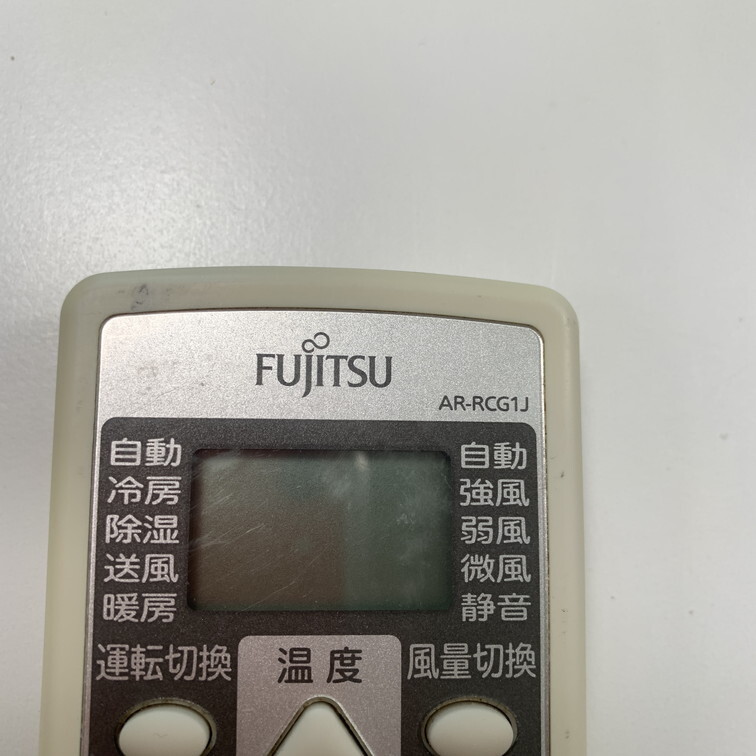 FUJITSU
AR-RCG1J
自動
冷房
除湿
送風
暖房
自動
強風
弱風
微風
静音
運転切換
温度
風量切換